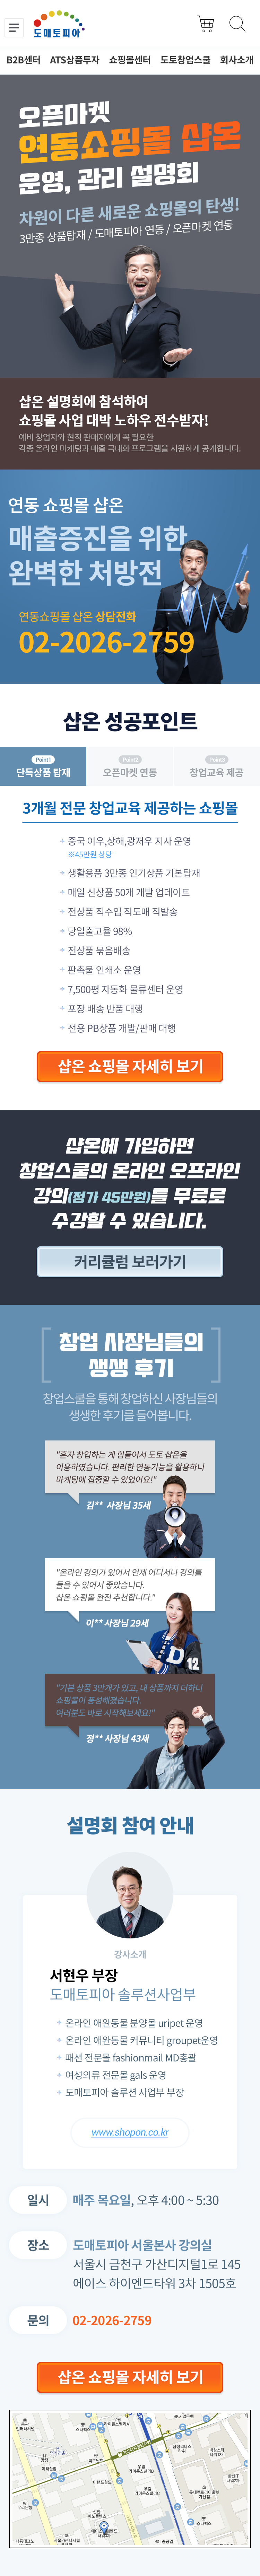 도매토피아
B2B센터 ATS상품투자 쇼핑몰센터 도토창업스쿨 회사소개
오픈마켓
연동쇼핑몰 샵온
운영, 관리 설명회
차원이 다른 새로운 쇼핑몰의 탄생!
3만종 상품탑재 / 도매토피아 연동 / 오픈마켓 연동
샵온 설명회에 참석하여
쇼핑몰 사업 대박 노하우 전수받자!
예비 창업자와 현직 판매자에게 꼭 필요한
각종 온라인 마케팅과 매출 극대화 프로그램을 시원하게 공개합니다.
연동 쇼핑몰 샵온
매출증진을 위한
완벽한 처방전
연동쇼핑몰 샵온 상담전화
02-2026-2759
샵온 성공포인트
Point1 Point2 Point3
단독상품 탑재 오픈마켓 연동 창업교육 제공
3개월 전문 창업교육 제공하는 쇼핑몰
+ 중국 이우,상해,광저우 지사 운영
※45만원 상당
+ 생활용품 3만종 인기상품 기본탑재
+ 매일 신상품 50개 개발 업데이트
+ 전상품 직수입 직도매 직발송
+ 당일출고율 98%
+ 전상품 묶음배송
+ 판촉물 인쇄소 운영
+ 7,500평 자동화 물류센터 운영
+ 포장 배송 반품 대행
+ 전용 PB상품 개발/판매 대행
샵온 쇼핑몰 자세히 보기
샵온에 가입하면
창업스쿨의 온라인 오프라인
강의(정가 45만원)를 무료로
수강할 수 있습니다.
커리큘럼 보러가기
창업 사장님들의
생생 후기
창업스쿨을 통해 창업하신 사장님들의
생생한 후기를 들어봅니다.
"혼자 창업하는 게 힘들어서 도토 샵온을
이용하였습니다. 편리한 연동기능을 활용하니
마케팅에 집중할 수 있었어요!"
김** 사장님 35세
"온라인 강의가 있어서 언제 어디서나 강의를
들을 수 있어서 좋았습니다.
샵온 쇼핑몰 완전 추천합니다."
이** 사장님 29세
12
"기본 상품 3만개가 있고, 내 상품까지 더하니
쇼핑몰이 풍성해졌습니다.
여러분도 바로 시작해보세요!"
정** 사장님 43세
설명회 참여 안내
강사소개
서현우 부장
도매토피아 솔루션사업부
+ 온라인 애완동물 분양몰 uripet 운영
+ 온라인 애완동물 커뮤니티 groupet운영
+ 패션 전문몰 fashionmail MD총괄
+ 여성의류 전문몰 gals 운영
+ 도매토피아 솔루션 사업부 부장
www.shopon.co.kr
일시 매주 목요일, 오후 4:00 ~ 5:30
장소 도매토피아 서울본사 강의실
서울시 금천구 가산디지털1로 145
에이스 하이엔드타워 3차 1505호
문의 02-2026-2759
샵온 쇼핑몰 자세히 보기